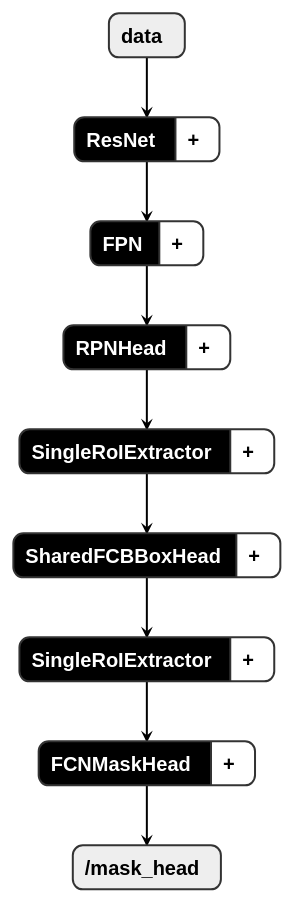 data
ResNet +
FPN +
RPNHead +
SingleRoIExtractor +
SharedFCBBoxHead +
SingleRoIExtractor +
FCNMaskHead +
/mask_head